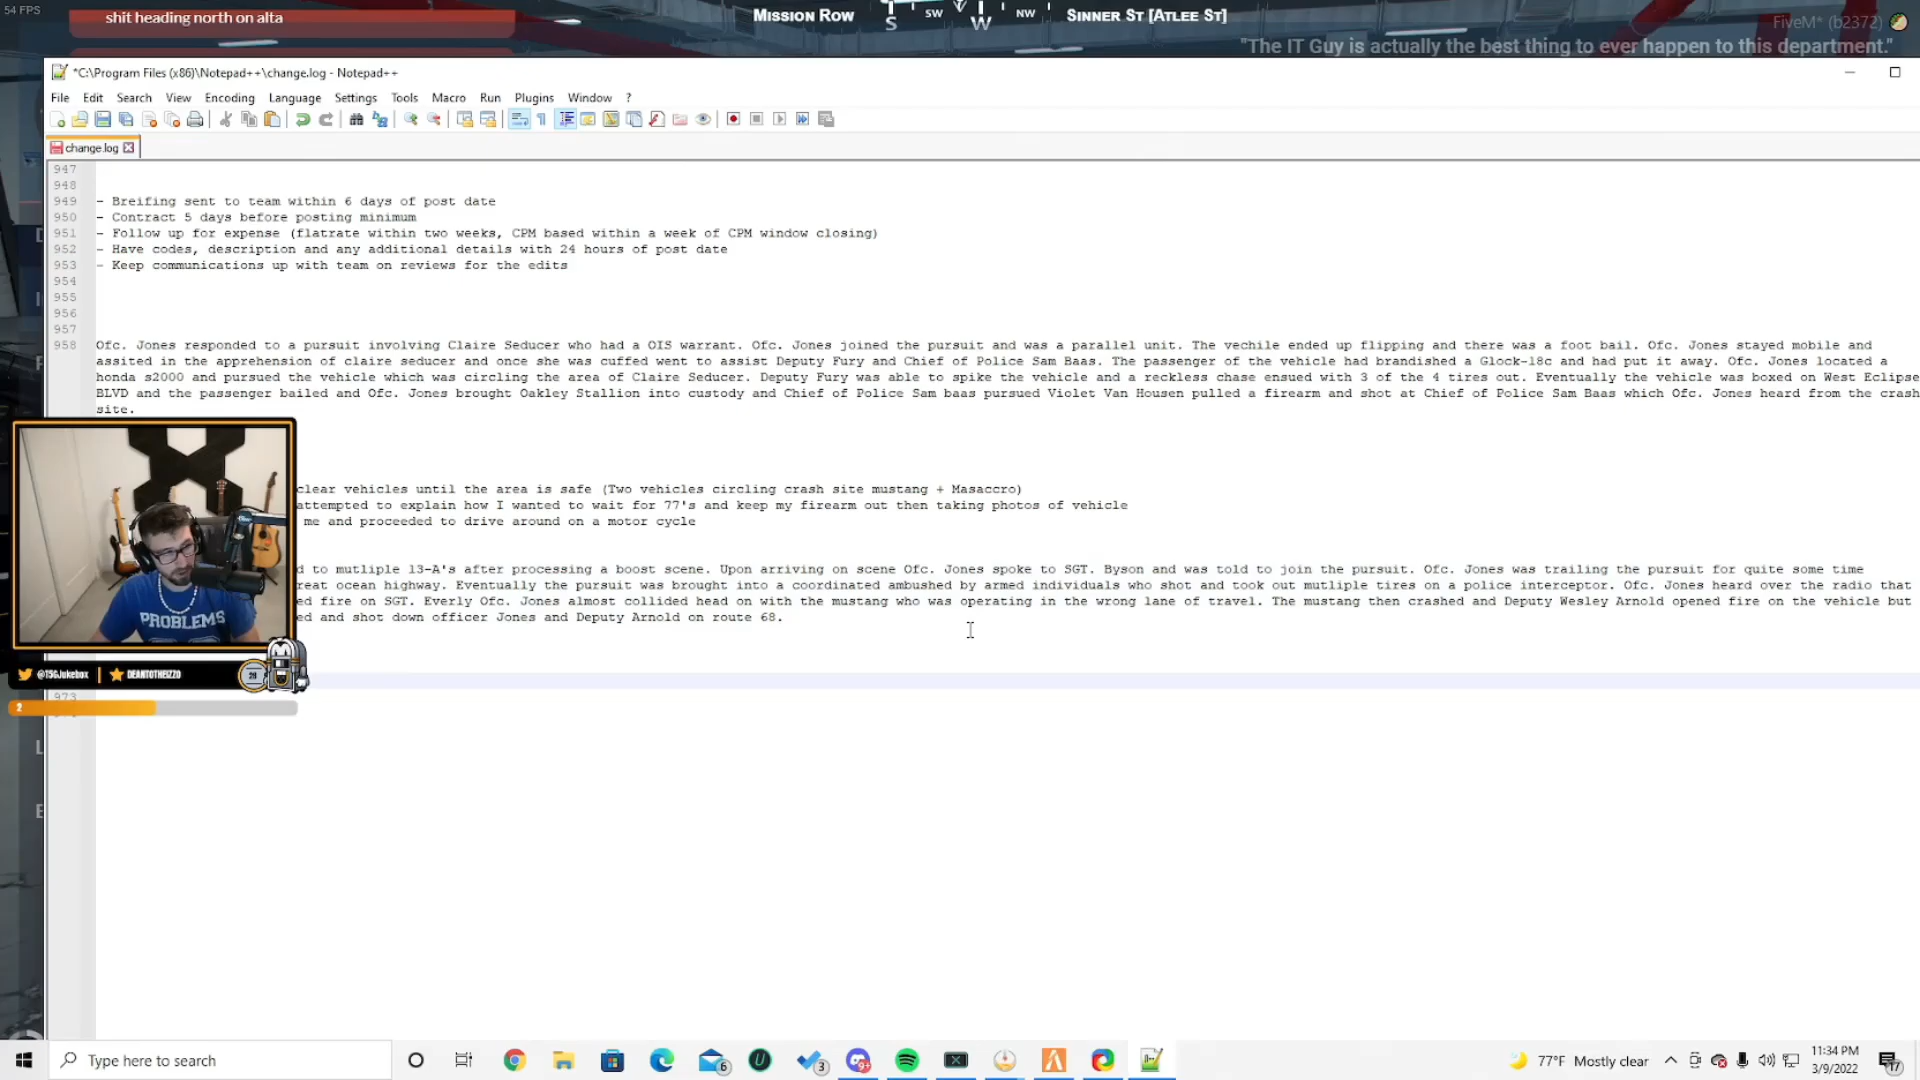 54 FPS
shit heading north on alta
Mission Row
S
SW
W
NW
Sinner St [Atlee St]
FiveM* (b2372)
"The IT Guy is actually the best thing to ever happen to this department."
*C:\Program Files (x86)\Notepad++\change.log - Notepad++
File Edit Search View Encoding Language Settings Tools Macro Run Plugins Window ?
change.log
947
948
949 - Breifing sent to team within 6 days of post date
950 - Contract 5 days before posting minimum
951 - Follow up for expense (flatrate within two weeks, CPM based within a week of CPM window closing)
952 - Have codes, description and any additional details with 24 hours of post date
953 - Keep communications up with team on reviews for the edits
954
955
956
957
958 Ofc. Jones responded to a pursuit involving Claire Seducer who had a OIS warrant. Ofc. Jones joined the pursuit and was a parallel unit. The vechile ended up flipping and there was a foot bail. Ofc. Jones stayed mobile and
assited in the apprehension of claire seducer and once she was cuffed went to assist Deputy Fury and Chief of Police Sam Baas. The passenger of the vehicle had brandished a Glock-18c and had put it away. Ofc. Jones located a
honda s2000 and pursued the vehicle which was circling the area of Claire Seducer. Deputy Fury was able to spike the vehicle and a reckless chase ensued with 3 of the 4 tires out. Eventually the vehicle was boxed on West Eclipse
BLVD and the passenger bailed and Ofc. Jones brought Oakley Stallion into custody and Chief of Police Sam baas pursued Violet Van Housen pulled a firearm and shot at Chief of Police Sam Baas which Ofc. Jones heard from the crash
site.
clear vehicles until the area is safe (Two vehicles circling crash site mustang + Masaccro)
attempted to explain how I wanted to wait for 77's and keep my firearm out then taking photos of vehicle
me and proceeded to drive around on a motor cycle
d to mutliple 13-A's after processing a boost scene. Upon arriving on scene Ofc. Jones spoke to SGT. Byson and was told to join the pursuit. Ofc. Jones was trailing the pursuit for quite some time
reat ocean highway. Eventually the pursuit was brought into a coordinated ambushed by armed individuals who shot and took out mutliple tires on a police interceptor. Ofc. Jones heard over the radio that
ed fire on SGT. Everly Ofc. Jones almost collided head on with the mustang who was operating in the wrong lane of travel. The mustang then crashed and Deputy Wesley Arnold opened fire on the vehicle but
ed and shot down officer Jones and Deputy Arnold on route 68.
PROBLEMS
@TSGJukebox
DEANTOTHEIZZO
28
973
2
Type here to search
6
3
9+
77°F Mostly clear
11:34 PM
3/9/2022
17